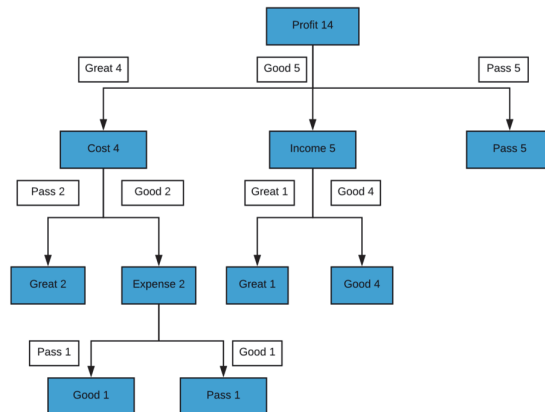 Profit 14
Great 4
Good 5
Pass 5
Cost 4
Income 5
Pass 5
Pass 2
Good 2
Great 1
Good 4
Great 2
Expense 2
Great 1
Good 4
Pass 1
Good 1
Good 1
Pass 1